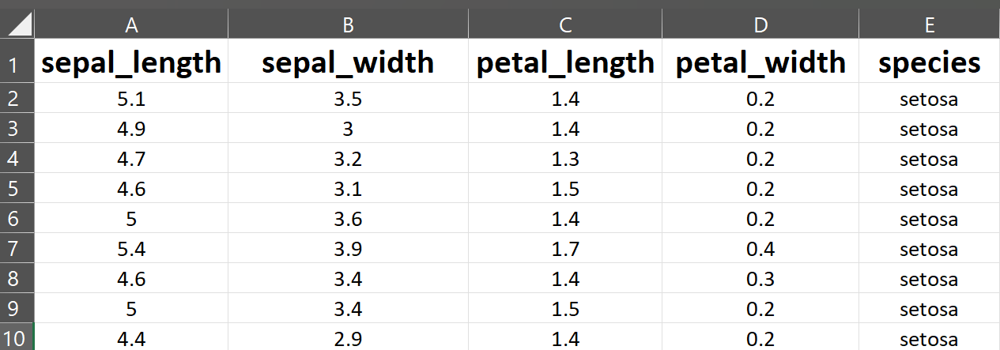 A B C D E
1 sepal_length sepal_width petal_length petal_width species
2 5.1 3.5 1.4 0.2 setosa
3 4.9 3 1.4 0.2 setosa
4 4.7 3.2 1.3 0.2 setosa
5 4.6 3.1 1.5 0.2 setosa
6 5 3.6 1.4 0.2 setosa
7 5.4 3.9 1.7 0.4 setosa
8 4.6 3.4 1.4 0.3 setosa
9 5 3.4 1.5 0.2 setosa
10 4.4 2.9 1.4 0.2 setosa